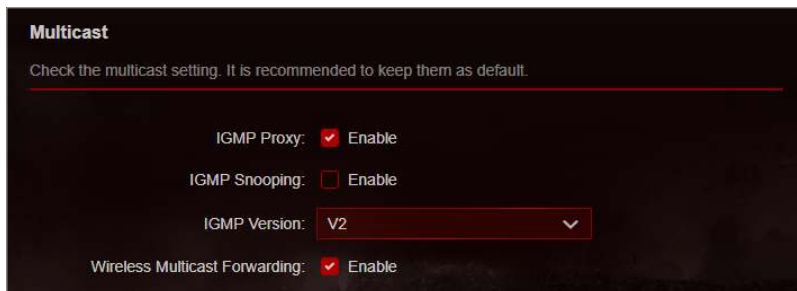 Multicast
Check the multicast setting. It is recommended to keep them as default.
IGMP Proxy: Enable
IGMP Snooping: Enable
IGMP Version: V2
Wireless Multicast Forwarding: Enable